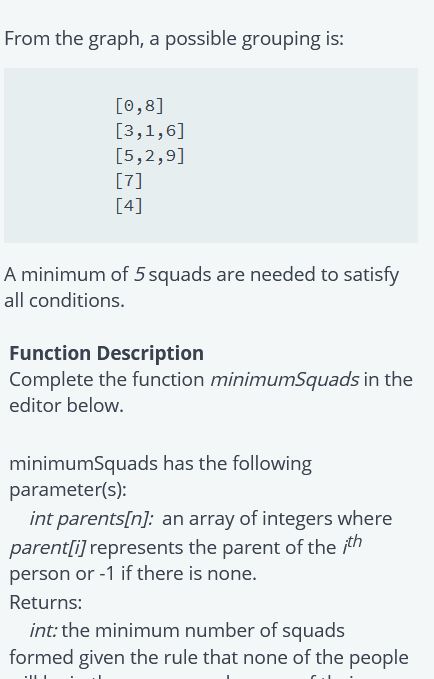 From the graph, a possible grouping is:
[0,8]
[3,1,6]
[5,2,9]
[7]
[4]
A minimum of 5 squads are needed to satisfy
all conditions.
Function Description
Complete the function minimumSquads in the
editor below.
minimumSquads has the following
parameter(s):
int parents[n]: an array of integers where
parent[i] represents the parent of the ith
person or -1 if there is none.
Returns:
int: the minimum number of squads
formed given the rule that none of the people